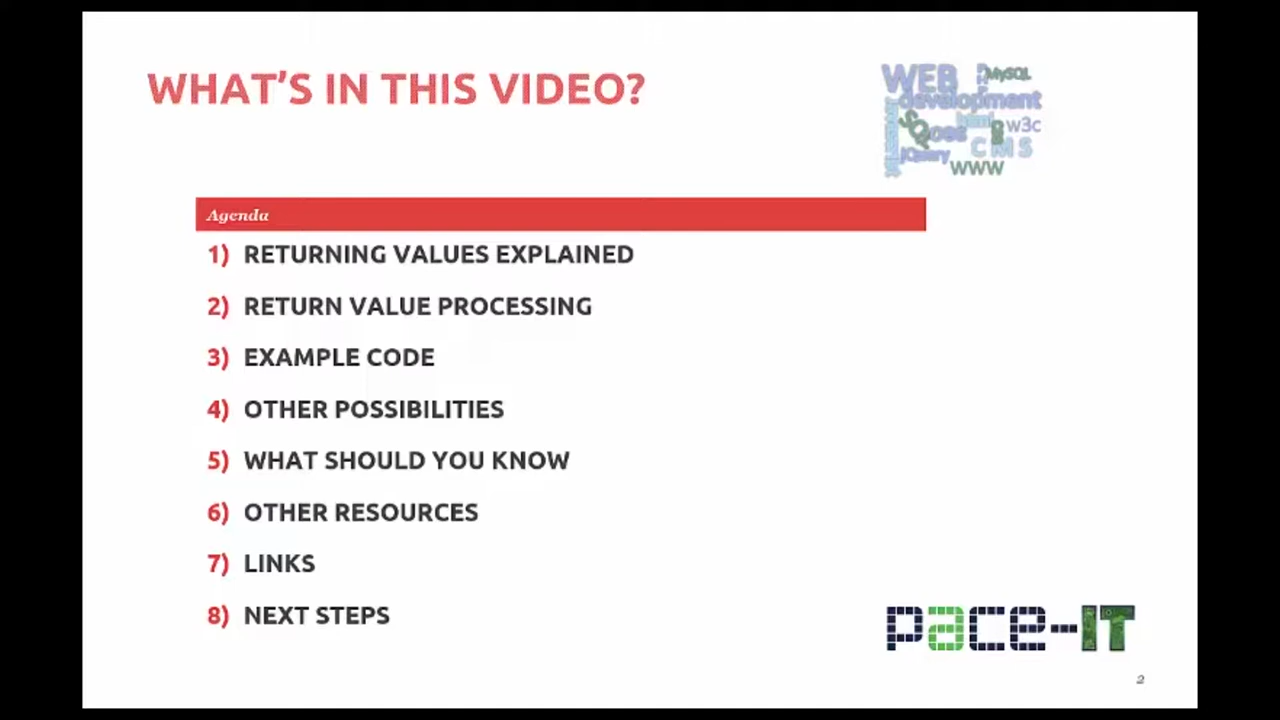 WHAT'S IN THIS VIDEO?
WEB
MySQL
development
html
w3c
CMS
jQuery
WWW
Agenda
1) RETURNING VALUES EXPLAINED
2) RETURN VALUE PROCESSING
3) EXAMPLE CODE
4) OTHER POSSIBILITIES
5) WHAT SHOULD YOU KNOW
6) OTHER RESOURCES
7) LINKS
8) NEXT STEPS
pace-IT
2